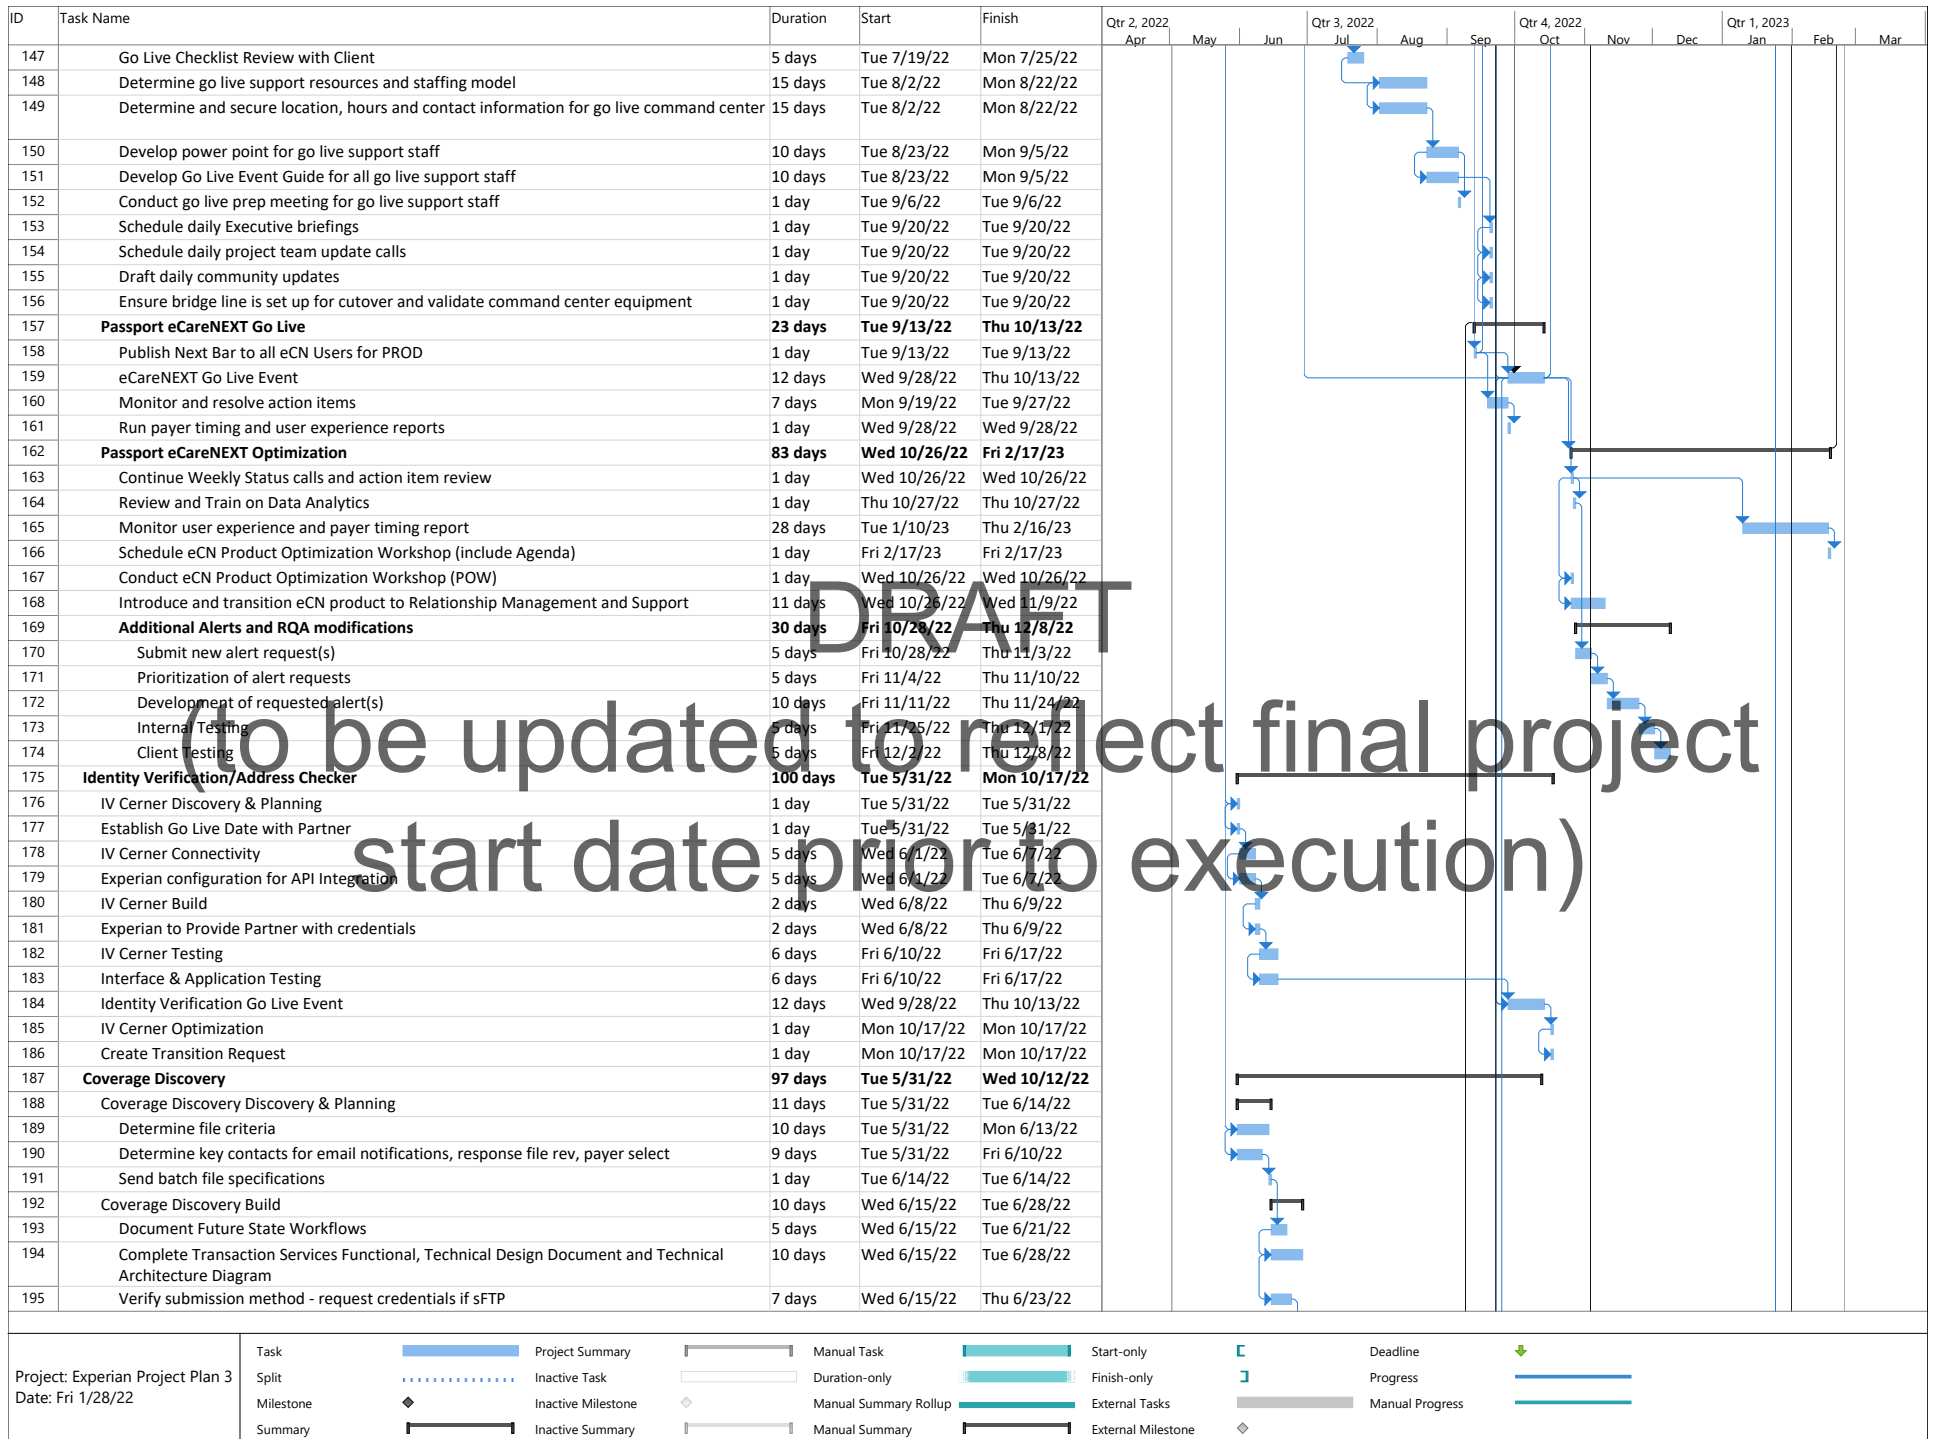 ID Task Name Duration Start Finish Qtr 2, 2022 Qtr 3, 2022 Qtr 4, 2022 Qtr 1, 2023
Apr May Jun Jul Aug Sep Oct Nov Dec Jan Feb Mar
147 Go Live Checklist Review with Client 5 days Tue 7/19/22 Mon 7/25/22
148 Determine go live support resources and staffing model 15 days Tue 8/2/22 Mon 8/22/22
149 Determine and secure location, hours and contact information for go live command center 15 days Tue 8/2/22 Mon 8/22/22
150 Develop power point for go live support staff 10 days Tue 8/23/22 Mon 9/5/22
151 Develop Go Live Event Guide for all go live support staff 10 days Tue 8/23/22 Mon 9/5/22
152 Conduct go live prep meeting for go live support staff 1 day Tue 9/6/22 Tue 9/6/22
153 Schedule daily Executive briefings 1 day Tue 9/20/22 Tue 9/20/22
154 Schedule daily project team update calls 1 day Tue 9/20/22 Tue 9/20/22
155 Draft daily community updates 1 day Tue 9/20/22 Tue 9/20/22
156 Ensure bridge line is set up for cutover and validate command center equipment 1 day Tue 9/20/22 Tue 9/20/22
157 Passport eCareNEXT Go Live 23 days Tue 9/13/22 Thu 10/13/22
158 Publish Next Bar to all eCN Users for PROD 1 day Tue 9/13/22 Tue 9/13/22
159 eCareNEXT Go Live Event 12 days Wed 9/28/22 Thu 10/13/22
160 Monitor and resolve action items 7 days Mon 9/19/22 Tue 9/27/22
161 Run payer timing and user experience reports 1 day Wed 9/28/22 Wed 9/28/22
162 Passport eCareNEXT Optimization 83 days Wed 10/26/22 Fri 2/17/23
163 Continue Weekly Status calls and action item review 1 day Wed 10/26/22 Wed 10/26/22
164 Review and Train on Data Analytics 1 day Thu 10/27/22 Thu 10/27/22
165 Monitor user experience and payer timing report 28 days Tue 1/10/23 Thu 2/16/23
166 Schedule eCN Product Optimization Workshop (include Agenda) 1 day Fri 2/17/23 Fri 2/17/23
167 Conduct eCN Product Optimization Workshop (POW) 1 day Wed 10/26/22 Wed 10/26/22
168 Introduce and transition eCN product to Relationship Management and Support 11 days Wed 10/26/22 Wed 11/9/22
169 Additional Alerts and RQA modifications 30 days Fri 10/28/22 Thu 12/8/22
170 Submit new alert request(s) 5 days Fri 10/28/22 Thu 11/3/22
171 Prioritization of alert requests 5 days Fri 11/4/22 Thu 11/10/22
172 Development of requested alert(s) 10 days Fri 11/11/22 Thu 11/24/22
173 Internal Testing 5 days Fri 11/25/22 Thu 12/1/22
174 Client Testing 5 days Fri 12/2/22 Thu 12/8/22
175 Identity Verification/Address Checker 100 days Tue 5/31/22 Mon 10/17/22
176 IV Cerner Discovery & Planning 1 day Tue 5/31/22 Tue 5/31/22
177 Establish Go Live Date with Partner 1 day Tue 5/31/22 Tue 5/31/22
178 IV Cerner Connectivity 5 days Wed 6/1/22 Tue 6/7/22
179 Experian configuration for API Integration 5 days Wed 6/1/22 Tue 6/7/22
180 IV Cerner Build 2 days Wed 6/8/22 Thu 6/9/22
181 Experian to Provide Partner with credentials 2 days Wed 6/8/22 Thu 6/9/22
182 IV Cerner Testing 6 days Fri 6/10/22 Fri 6/17/22
183 Interface & Application Testing 6 days Fri 6/10/22 Fri 6/17/22
184 Identity Verification Go Live Event 12 days Wed 9/28/22 Thu 10/13/22
185 IV Cerner Optimization 1 day Mon 10/17/22 Mon 10/17/22
186 Create Transition Request 1 day Mon 10/17/22 Mon 10/17/22
187 Coverage Discovery 97 days Tue 5/31/22 Wed 10/12/22
188 Coverage Discovery Discovery & Planning 11 days Tue 5/31/22 Tue 6/14/22
189 Determine file criteria 10 days Tue 5/31/22 Mon 6/13/22
190 Determine key contacts for email notifications, response file rev, payer select 9 days Tue 5/31/22 Fri 6/10/22
191 Send batch file specifications 1 day Tue 6/14/22 Tue 6/14/22
192 Coverage Discovery Build 10 days Wed 6/15/22 Tue 6/28/22
193 Document Future State Workflows 5 days Wed 6/15/22 Tue 6/21/22
194 Complete Transaction Services Functional, Technical Design Document and Technical 10 days Wed 6/15/22 Tue 6/28/22
Architecture Diagram
195 Verify submission method - request credentials if sFTP 7 days Wed 6/15/22 Thu 6/23/22
DRAFT
(to be updated to reflect final project
start date prior to execution)
Project: Experian Project Plan 3
Date: Fri 1/28/22
Task Project Summary Manual Task Start-only Deadline
Split Inactive Task Duration-only Finish-only Progress
Milestone Inactive Milestone Manual Summary Rollup External Tasks Manual Progress
Summary Inactive Summary Manual Summary External Milestone